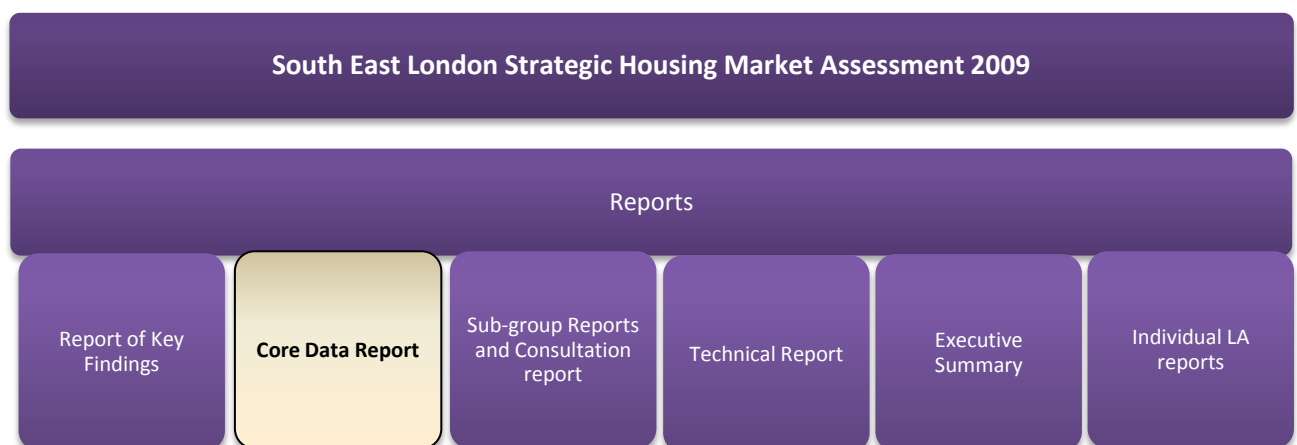 South East London Strategic Housing Market Assessment 2009
Reports
Report of Key
Findings
Core Data Report
Sub-group Reports
and Consultation
report
Technical Report
Executive
Summary
Individual LA
reports